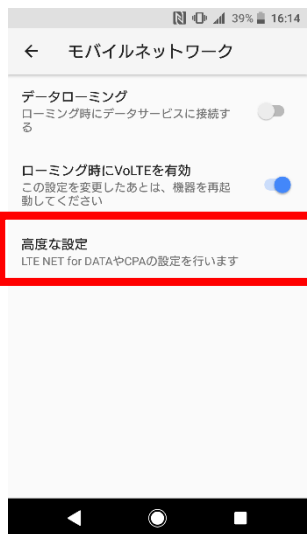 39% 16:14
モバイルネットワーク
データローミング
ローミング時にデータサービスに接続す
る
ローミング時にVoLTEを有効
この設定を変更したあとは、機器を再起
動してください
高度な設定
LTE NET for DATAやCPAの設定を行います